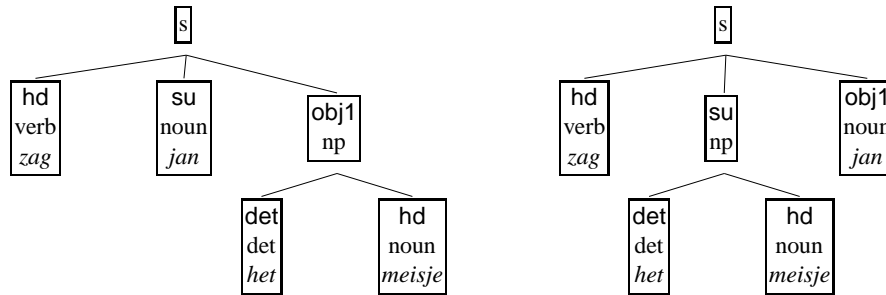 s
hd
verb
zag
su
noun
jan
obj1
np
det
det
het
hd
noun
meisje
s
hd
verb
zag
su
np
obj1
noun
jan
det
det
het
hd
noun
meisje